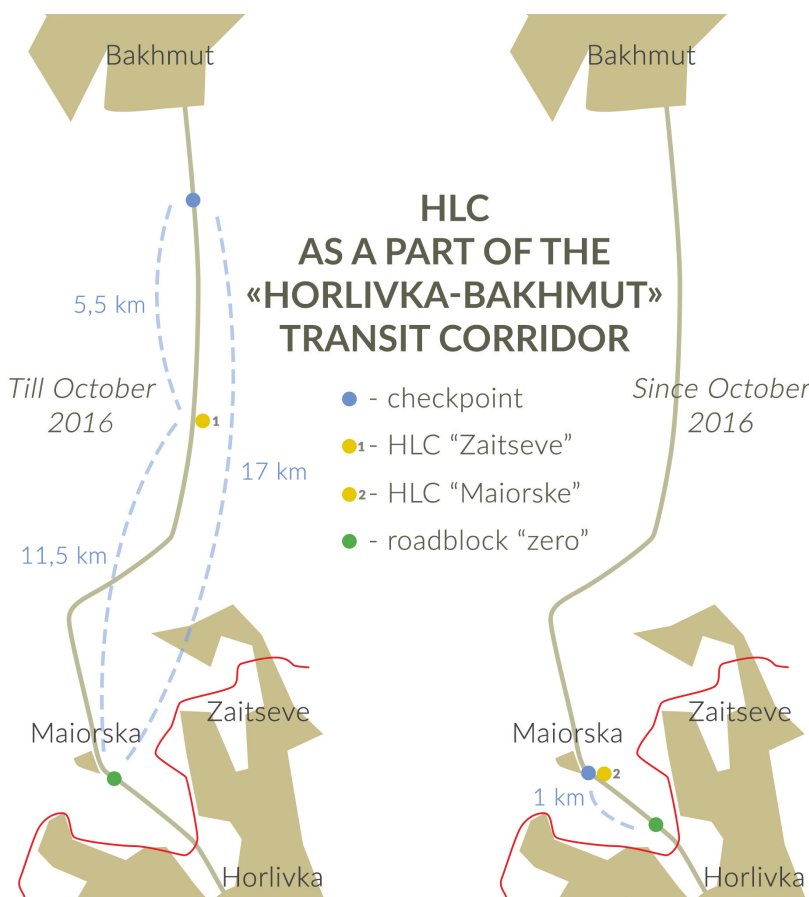 Bakhmut
Bakhmut
HLC
AS A PART OF THE
«HORLIVKA-BAKHMUT»
TRANSIT CORRIDOR
5,5 km
Till October
2016
Since October
2016
1
- checkpoint
1 - HLC “Zaitseve”
2 - HLC “Maiorske”
- roadblock “zero”
17 km
11,5 km
Zaitseve
Maiorska
Horlivka
Zaitseve
Maiorska
2
1 km
Horlivka